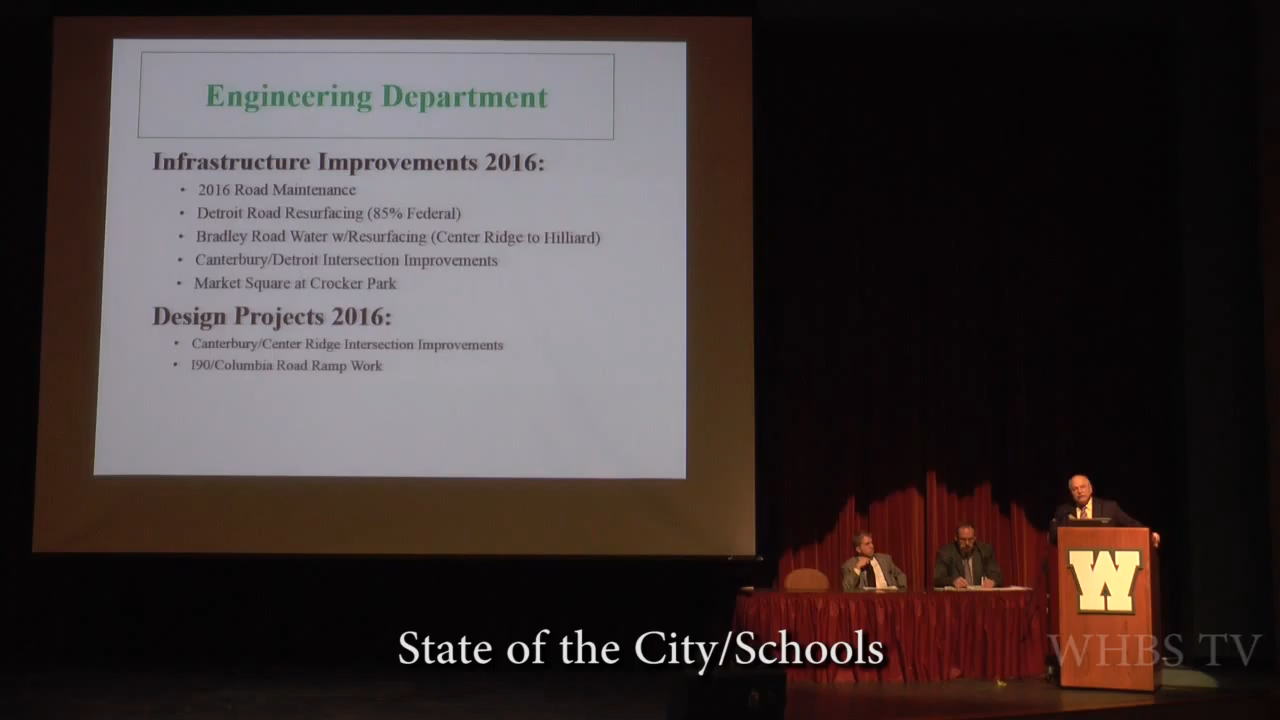 Engineering Department
Infrastructure Improvements 2016:
• 2016 Road Maintenance
• Detroit Road Resurfacing (85% Federal)
• Bradley Road Water w/Resurfacing (Center Ridge to Hilliard)
• Canterbury/Detroit Intersection Improvements
• Market Square at Crocker Park
Design Projects 2016:
• Canterbury/Center Ridge Intersection Improvements
• I90/Columbia Road Ramp Work
W
State of the City/Schools
WHBS TV